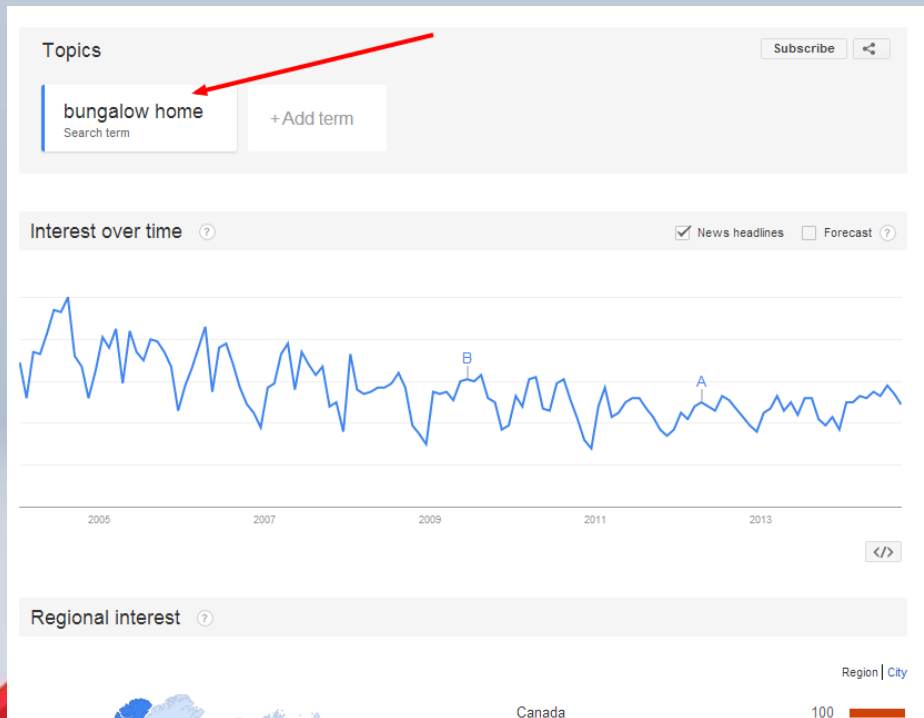 Topics
Subscribe
bungalow home
Search term
+Add term
Interest over time ?
News headlines
Forecast ?
B
A
2005 2007 2009 2011 2013
</>
Regional interest ?
Region | City
Canada 100